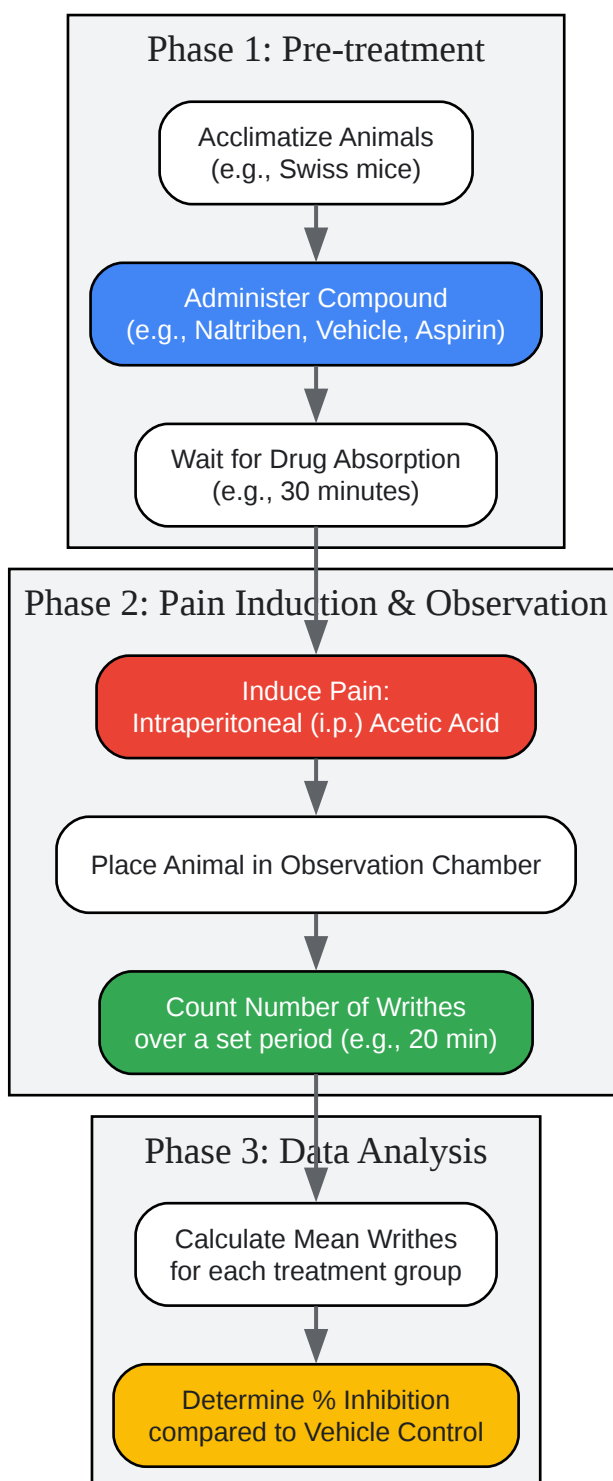 Phase 1: Pre-treatment
Acclimatize Animals
(e.g., Swiss mice)
Administer Compound
(e.g., Naltriben, Vehicle, Aspirin)
Wait for Drug Absorption
(e.g., 30 minutes)
Phase 2: Pain Induction & Observation
Induce Pain:
Intraperitoneal (i.p.) Acetic Acid
Place Animal in Observation Chamber
Count Number of Writhes
over a set period (e.g., 20 min)
Phase 3: Data Analysis
Calculate Mean Writhes
for each treatment group
Determine % Inhibition
compared to Vehicle Control